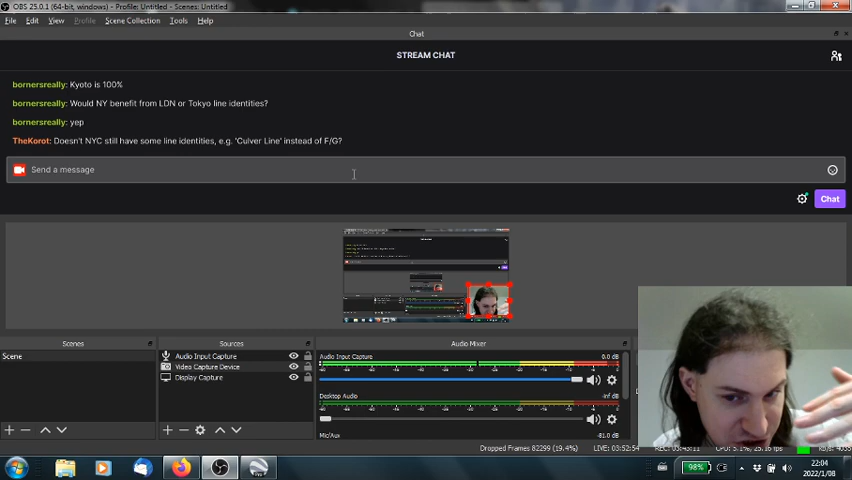 OBS 25.0.1 (64-bit, windows) - Profile: Untitled - Scenes: Untitled
File Edit View Profile Scene Collection Tools Help
Chat
STREAM CHAT
bornersreally: Kyoto is 100%
bornersreally: Would NY benefit from LDN or Tokyo line identities?
bornersreally: yep
TheKorot: Doesn't NYC still have some line identities, e.g. 'Culver Line' instead of F/G?
Send a message
Chat
Scenes Sources Audio Mixer
Scene
Audio Input Capture
Video Capture Device
Display Capture
Audio Input Capture 0.0 dB
Desktop Audio -inf dB
Mic/Aux -81.0 dB
Dropped Frames 82299 (19.4%) LIVE: 03:52:54
98%
22:04
2022/1/08